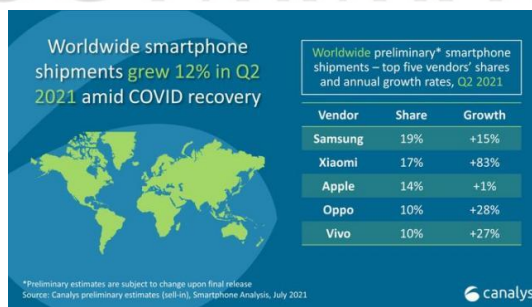 Worldwide smartphone
shipments grew 12% in Q2
2021 amid COVID recovery
Worldwide preliminary* smartphone
shipments – top five vendors' shares
and annual growth rates, Q2 2021
Vendor Share Growth
Samsung 19% +15%
Xiaomi 17% +83%
Apple 14% +1%
Oppo 10% +28%
Vivo 10% +27%
*Preliminary estimates are subject to change upon final release
Source: Canalys preliminary estimates (sell-in), Smartphone Analysis, July 2021
canalys